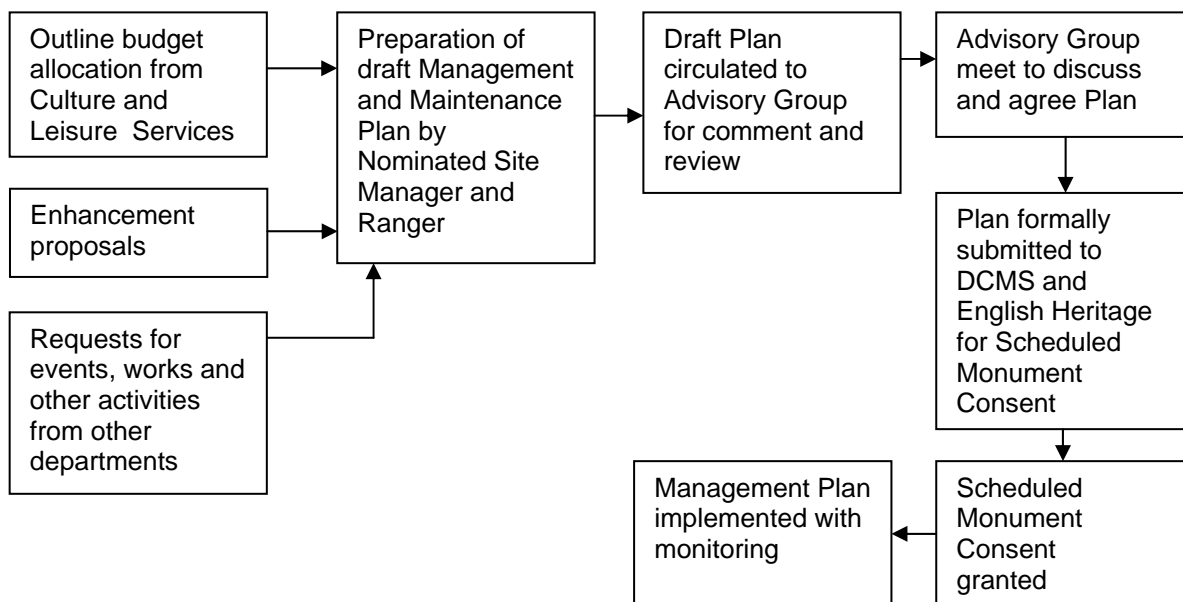 Outline budget
allocation from
Culture and
Leisure Services
Enhancement
proposals
Requests for
events, works and
other activities
from other
departments
Preparation of
draft Management
and Maintenance
Plan by
Nominated Site
Manager and
Ranger
Draft Plan
circulated to
Advisory Group
for comment and
review
Advisory Group
meet to discuss
and agree Plan
Plan formally
submitted to
DCMS and
English Heritage
for Scheduled
Monument
Consent
Scheduled
Monument
Consent
granted
Management Plan
implemented with
monitoring